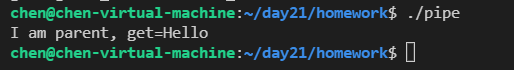 chen@chen-virtual-machine:~/day21/homework$ ./pipe
I am parent, get=Hello
chen@chen-virtual-machine:~/day21/homework$